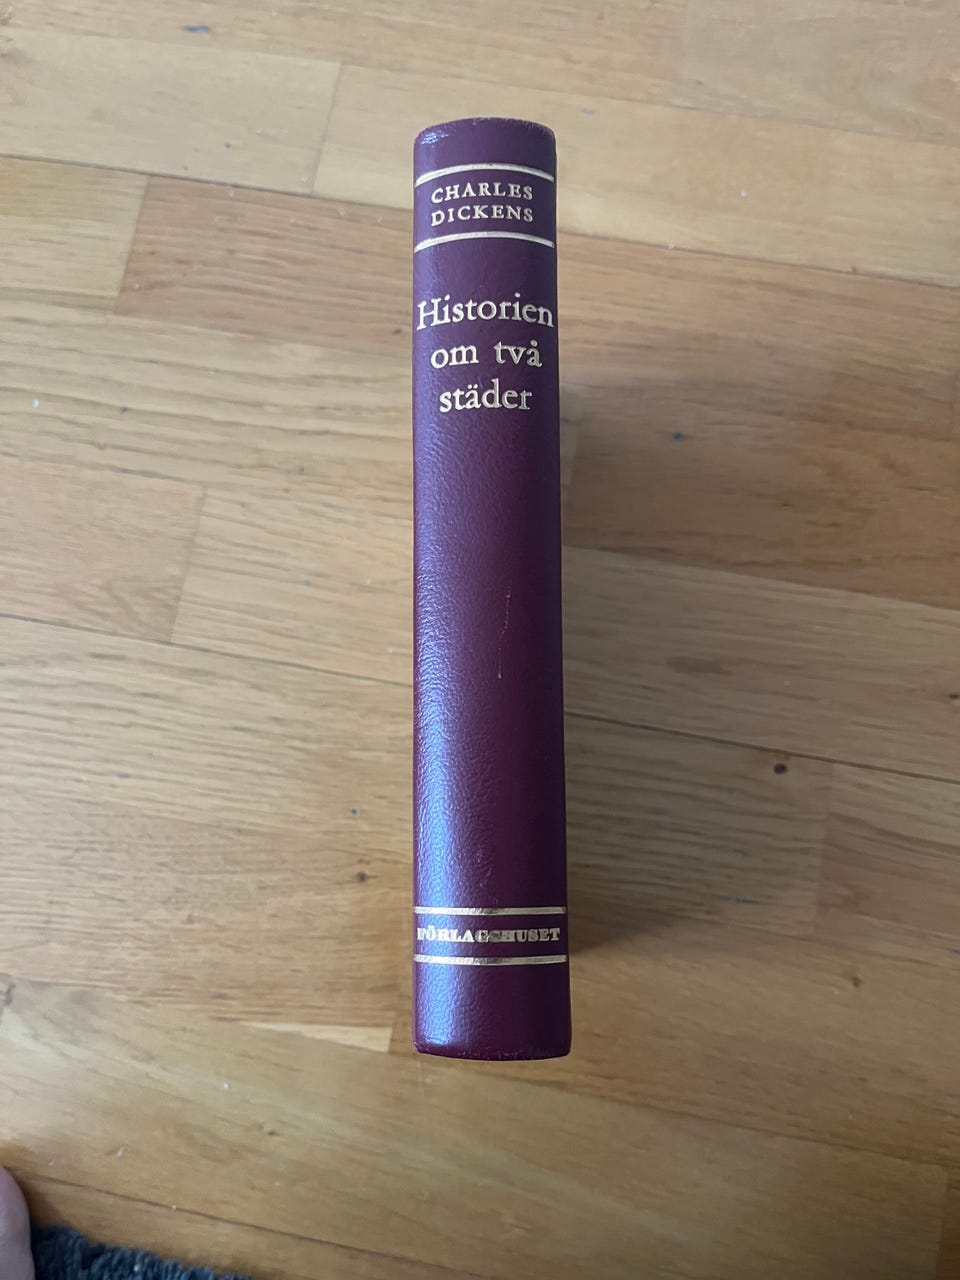 CHARLES
DICKENS
Historien
om två
städer
FÖRLAGSHUSET